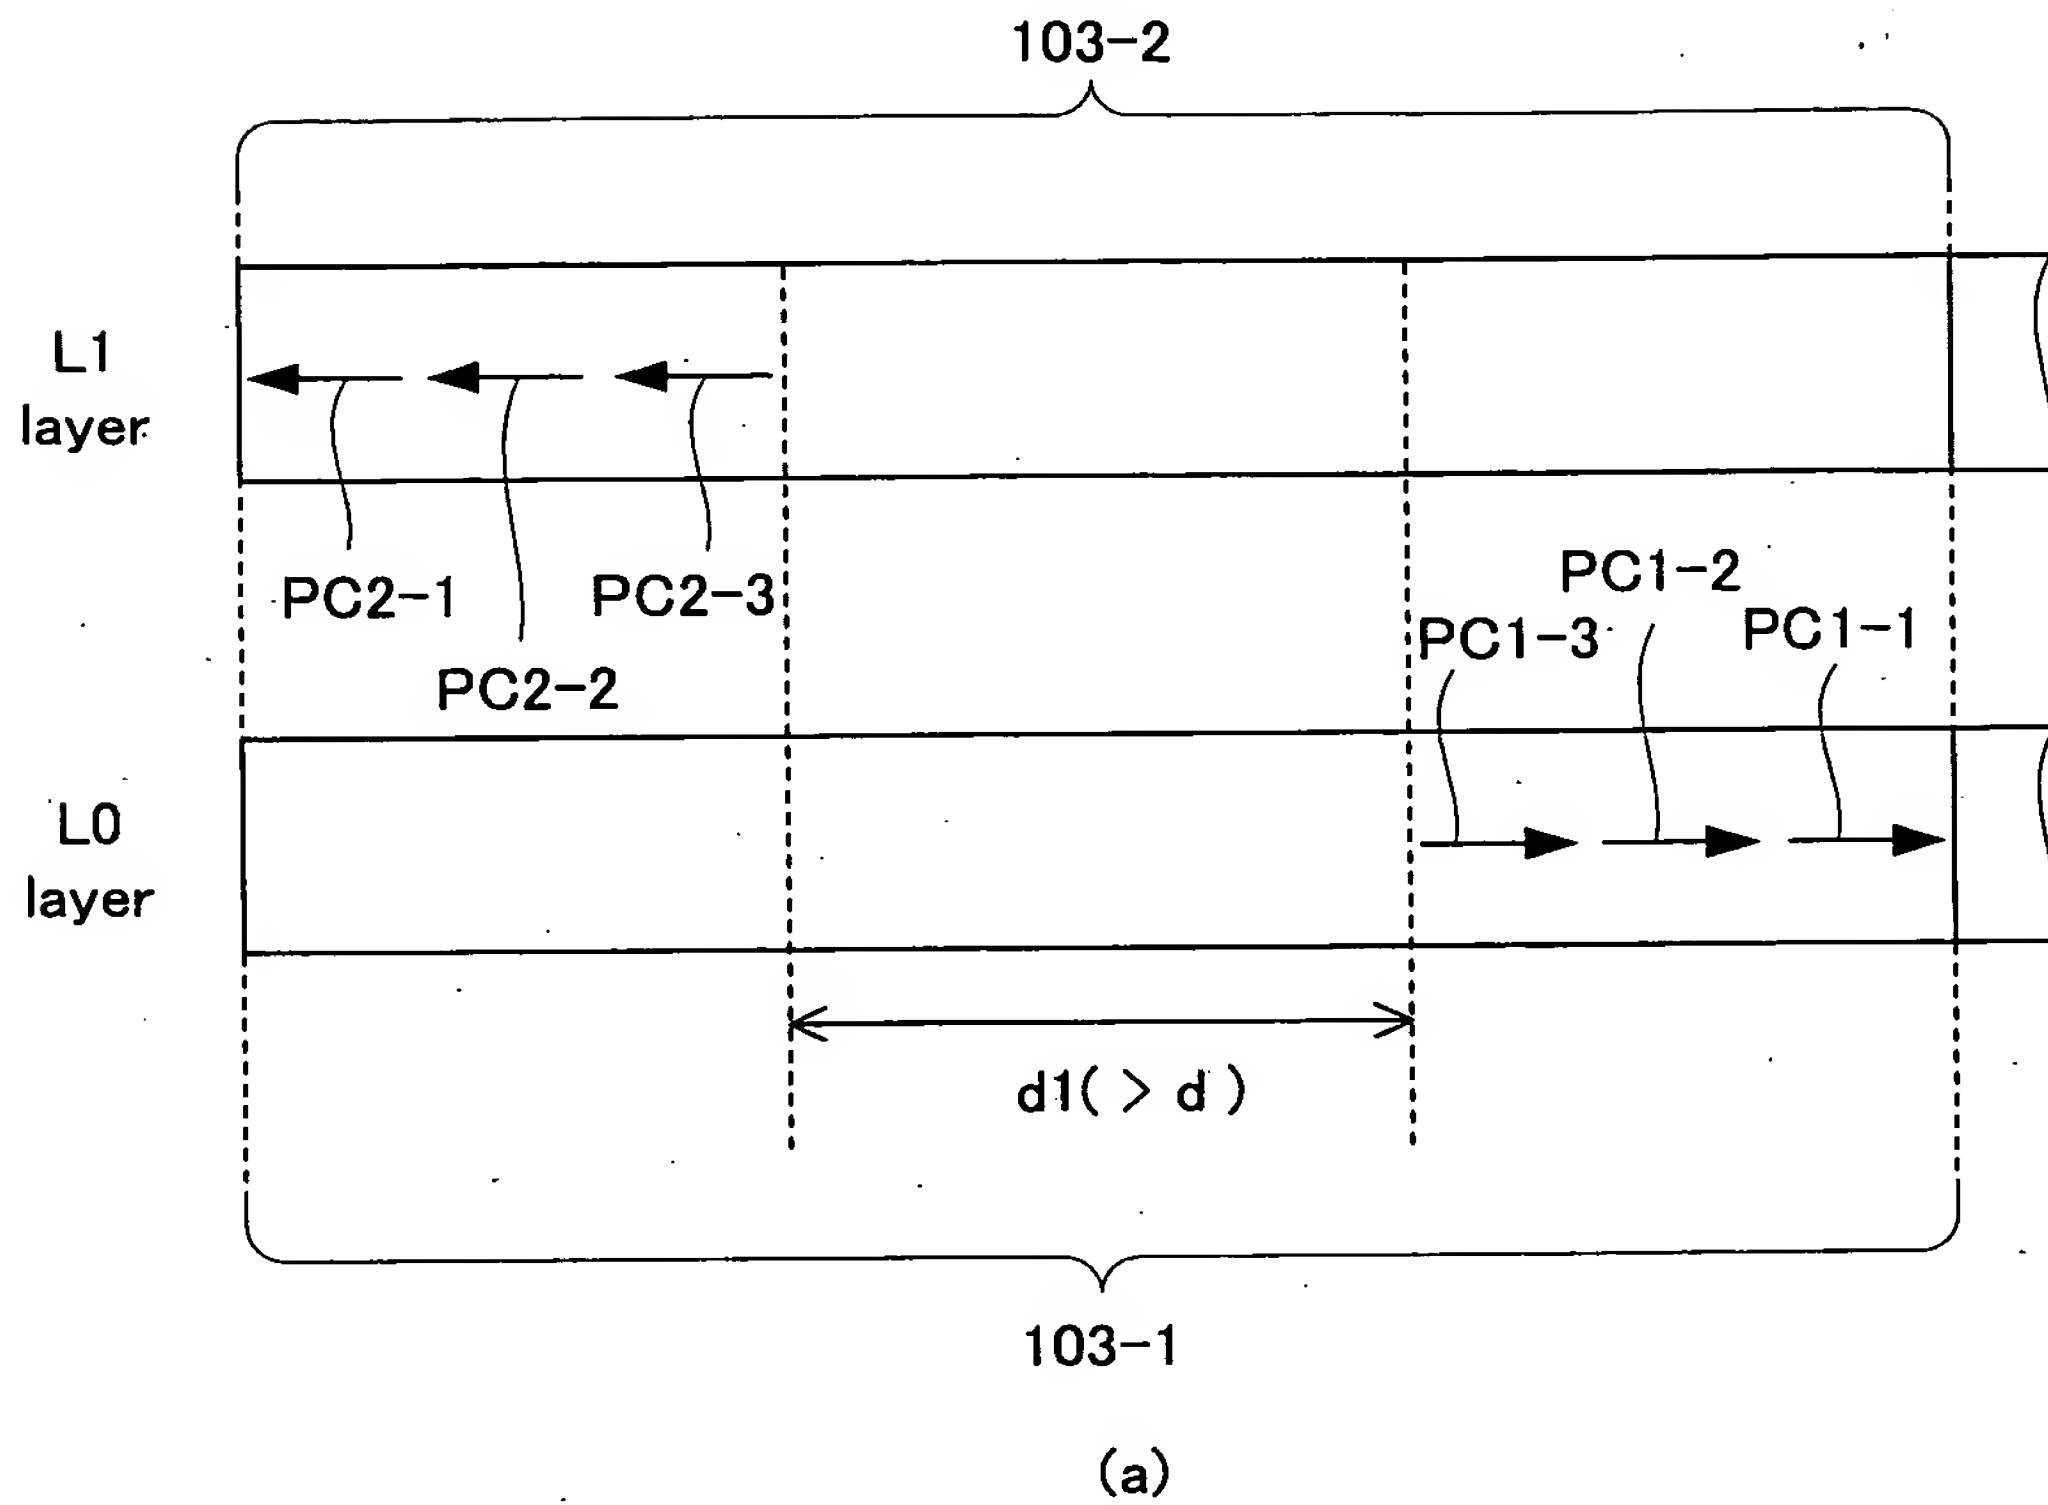 103-2
L1
layer
PC2-1
PC2-3
PC2-2
PC1-2
PC1-3
PC1-1
L0
layer
d1( > d )
103-1
(a)